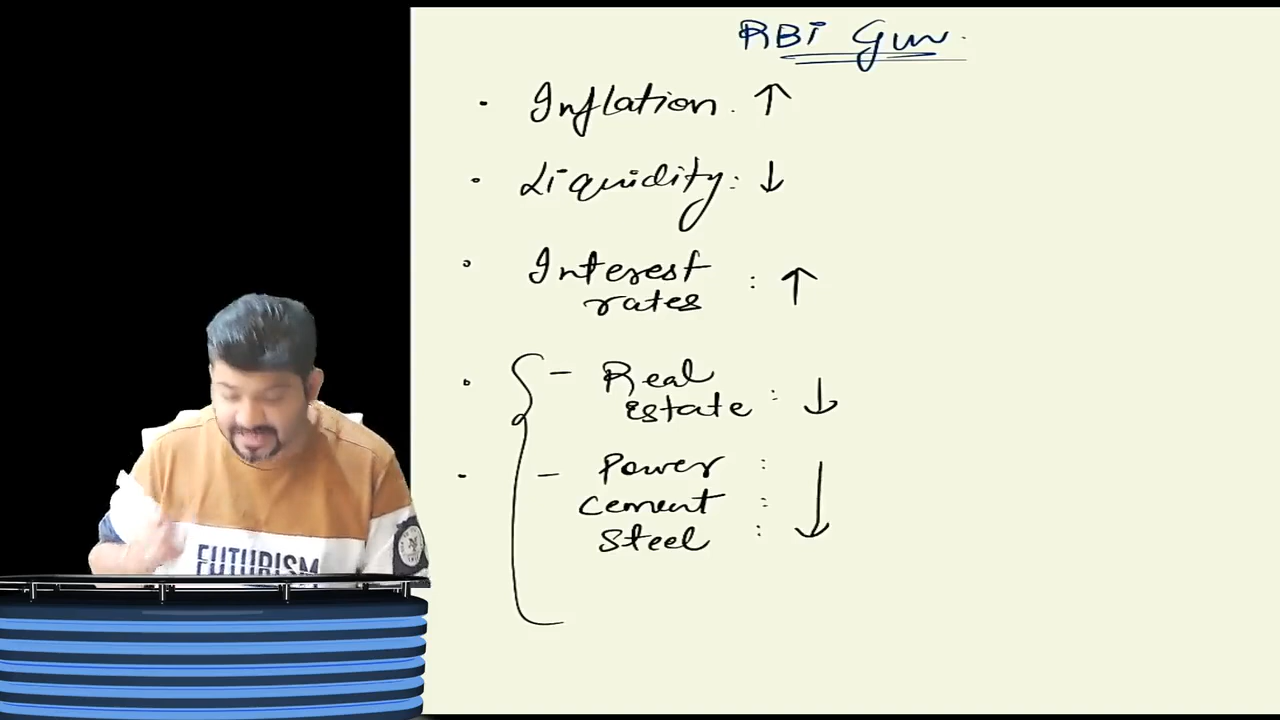 RBi Guv.
• Inflation. ↑
• Liquidity: ↓
• Interest
rates : ↑
• - Real
Estate : ↓
• - Power :
Cement : ↓
Steel :
FUTURISM